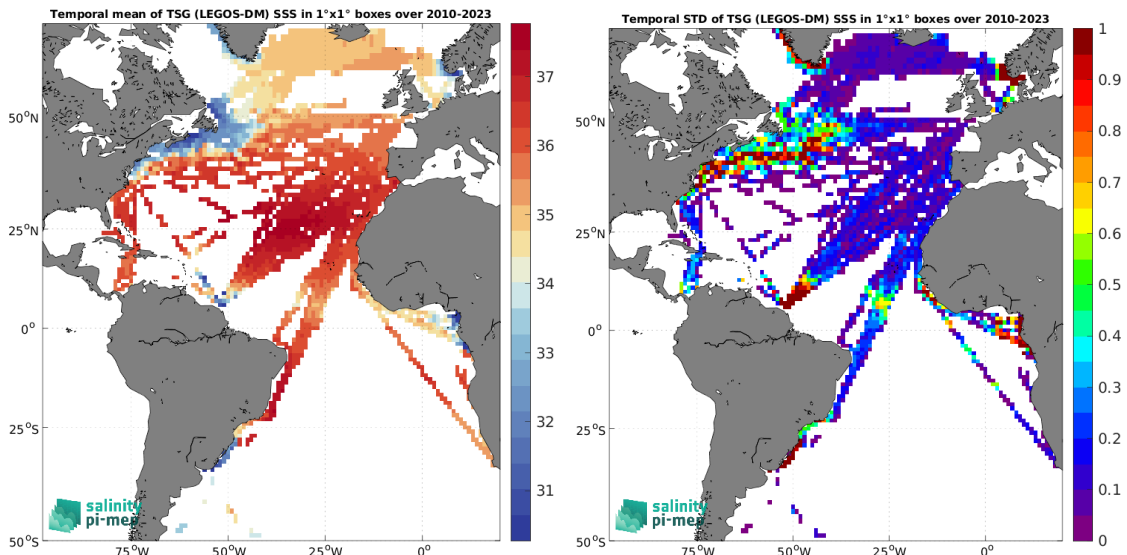 Temporal mean of TSG (LEGOS-DM) SSS in 1°x1° boxes over 2010-2023
50°N
25°N
0°
25°S
50°S
75°W
50°W
25°W
0°
37
36
35
34
33
32
31
salinity
pi-mep
Temporal STD of TSG (LEGOS-DM) SSS in 1°x1° boxes over 2010-2023
50°N
25°N
0°
25°S
50°S
75°W
50°W
25°W
0°
1
0.9
0.8
0.7
0.6
0.5
0.4
0.3
0.2
0.1
0
salinity
pi-mep